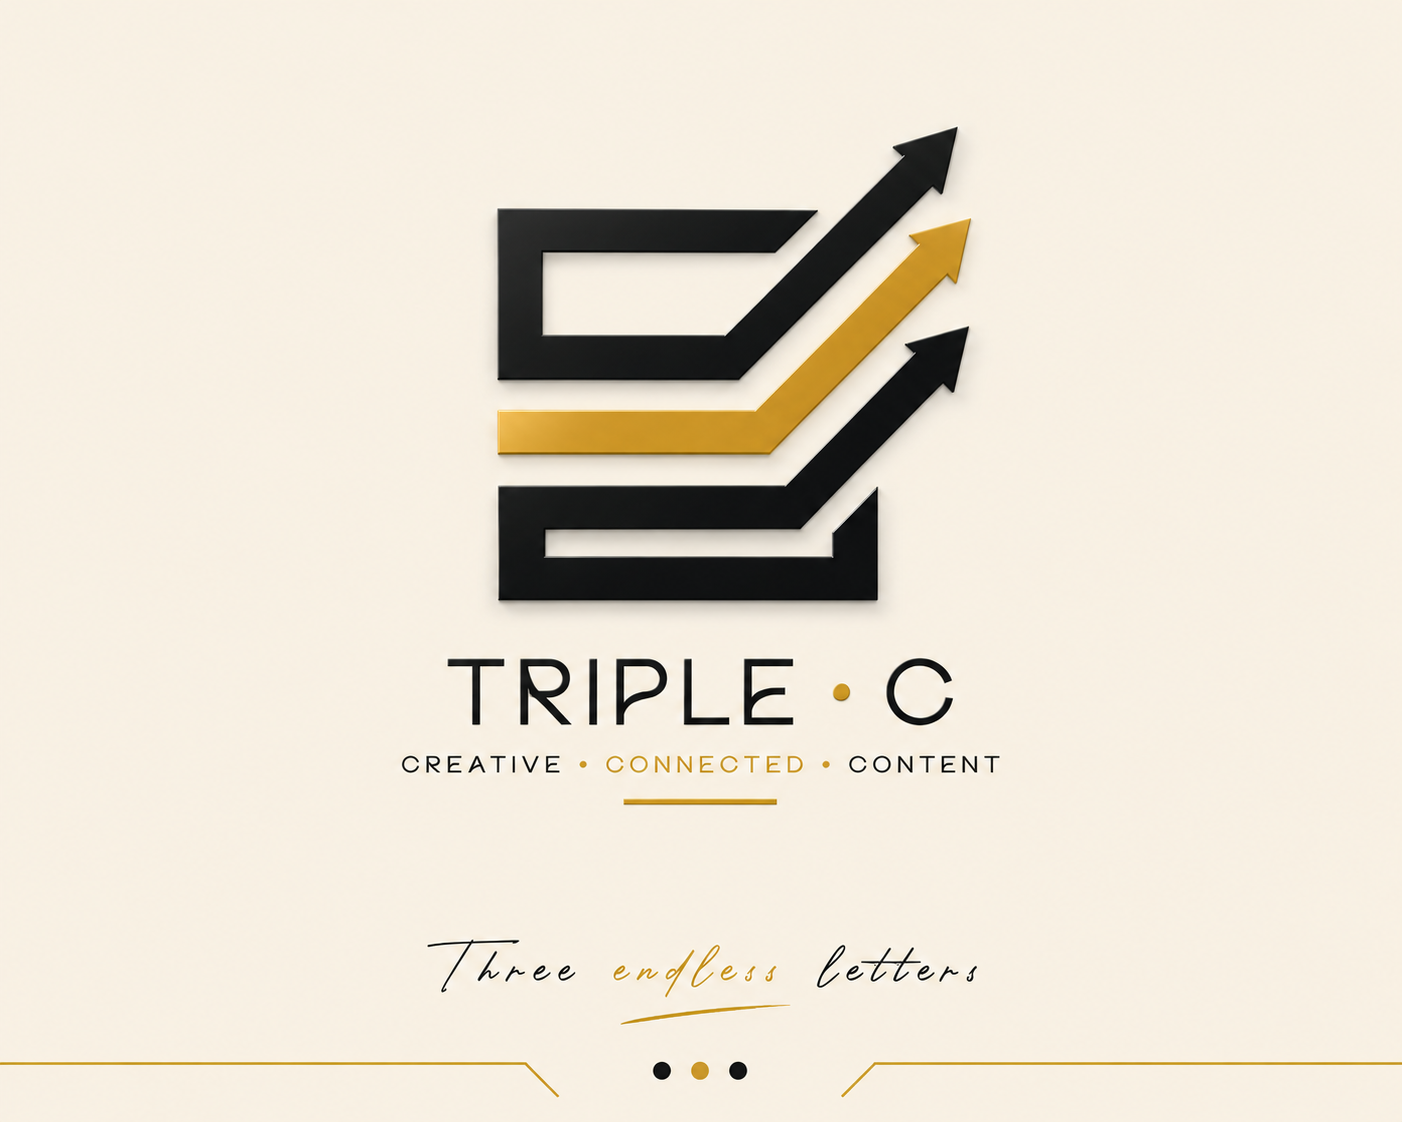 TRIPLE • C
CREATIVE • CONNECTED • CONTENT
Three endless letters